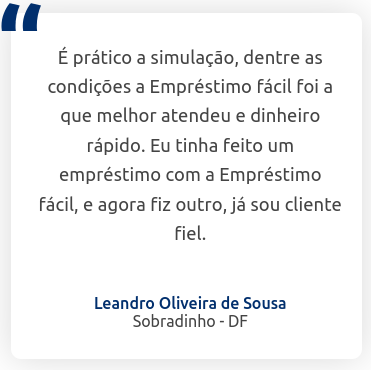 “
É prático a simulação, dentre as
condições a Empréstimo fácil foi a
que melhor atendeu e dinheiro
rápido. Eu tinha feito um
empréstimo com a Empréstimo
fácil, e agora fiz outro, já sou cliente
fiel.
Leandro Oliveira de Sousa
Sobradinho - DF